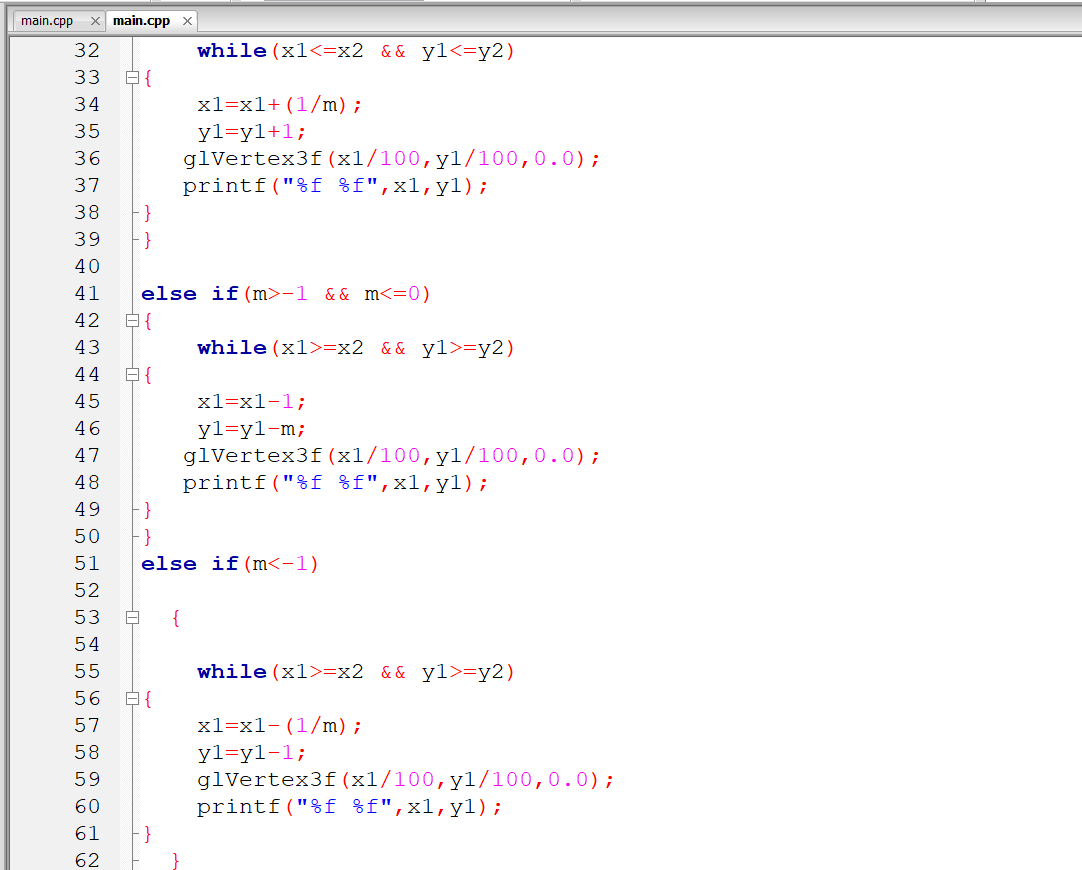 main.cpp × main.cpp ×
32 while(x1<=x2 && y1<=y2)
33 {
34 x1=x1+(1/m);
35 y1=y1+1;
36 glVertex3f(x1/100,y1/100,0.0);
37 printf("%f %f",x1,y1);
38 }
39 }
40
41 else if(m>-1 && m<=0)
42 {
43 while(x1>=x2 && y1>=y2)
44 {
45 x1=x1-1;
46 y1=y1-m;
47 glVertex3f(x1/100,y1/100,0.0);
48 printf("%f %f",x1,y1);
49 }
50 }
51 else if(m<-1)
52
53 {
54
55 while(x1>=x2 && y1>=y2)
56 {
57 x1=x1-(1/m);
58 y1=y1-1;
59 glVertex3f(x1/100,y1/100,0.0);
60 printf("%f %f",x1,y1);
61 }
62 }